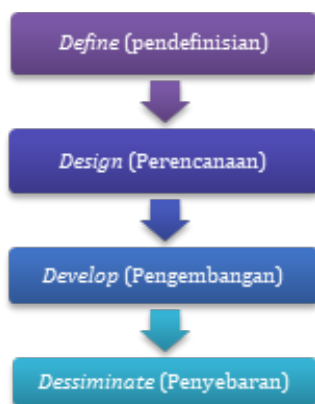 Define (pendefinisian)
Design (Perencanaan)
Develop (Pengembangan)
Dessiminate (Penyebaran)